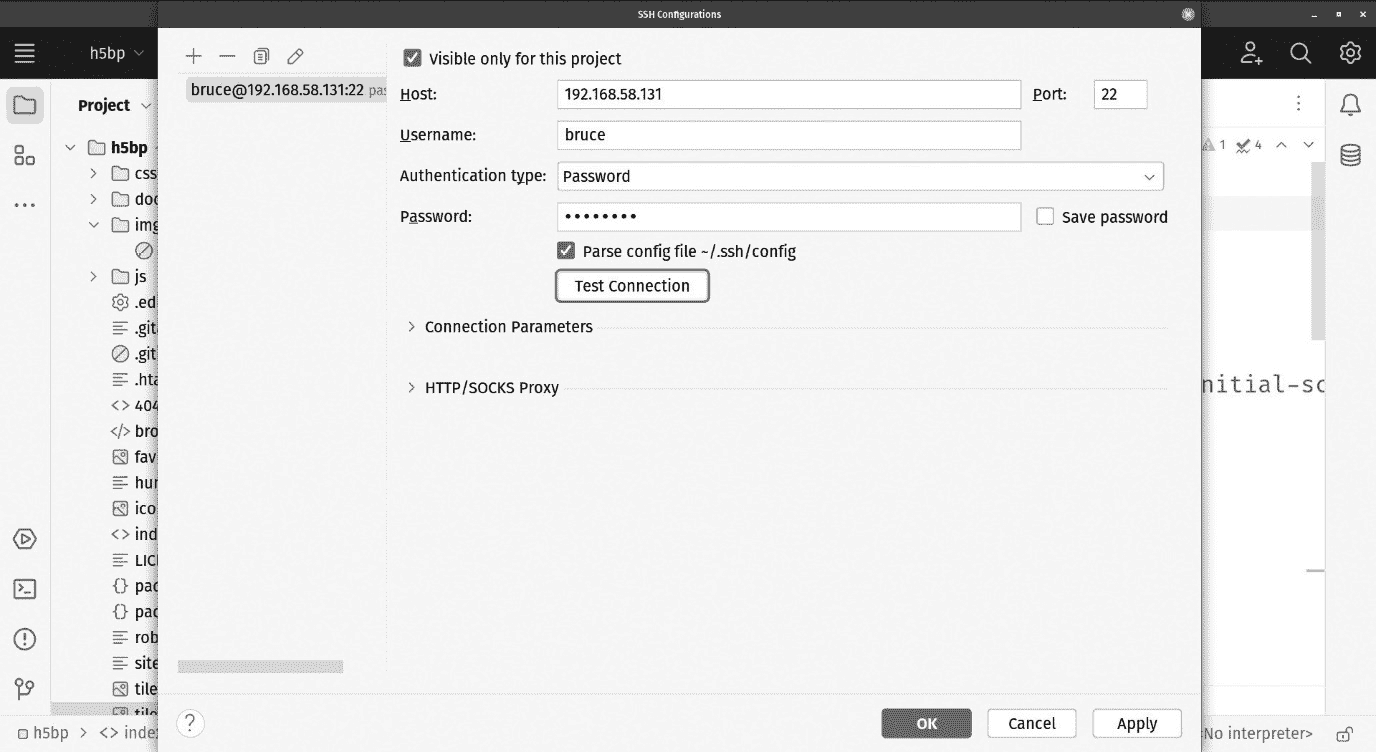 SSH Configurations
h5bp
Visible only for this project
bruce@192.168.58.131:22 pas
Host: 192.168.58.131 Port: 22
Username: bruce
Authentication type: Password
Password: •••••••• Save password
Parse config file ~/.ssh/config
Test Connection
Connection Parameters
HTTP/SOCKS Proxy
Project
h5bp
css
doc
img
js
.ed
.git
.git
.hta
404
bro
fav
hur
ico
ind
LIC
pac
pac
rob
site
tile
tile
1 4
nitial-sc
? OK Cancel Apply
h5bp > <> inde
No interpreter>